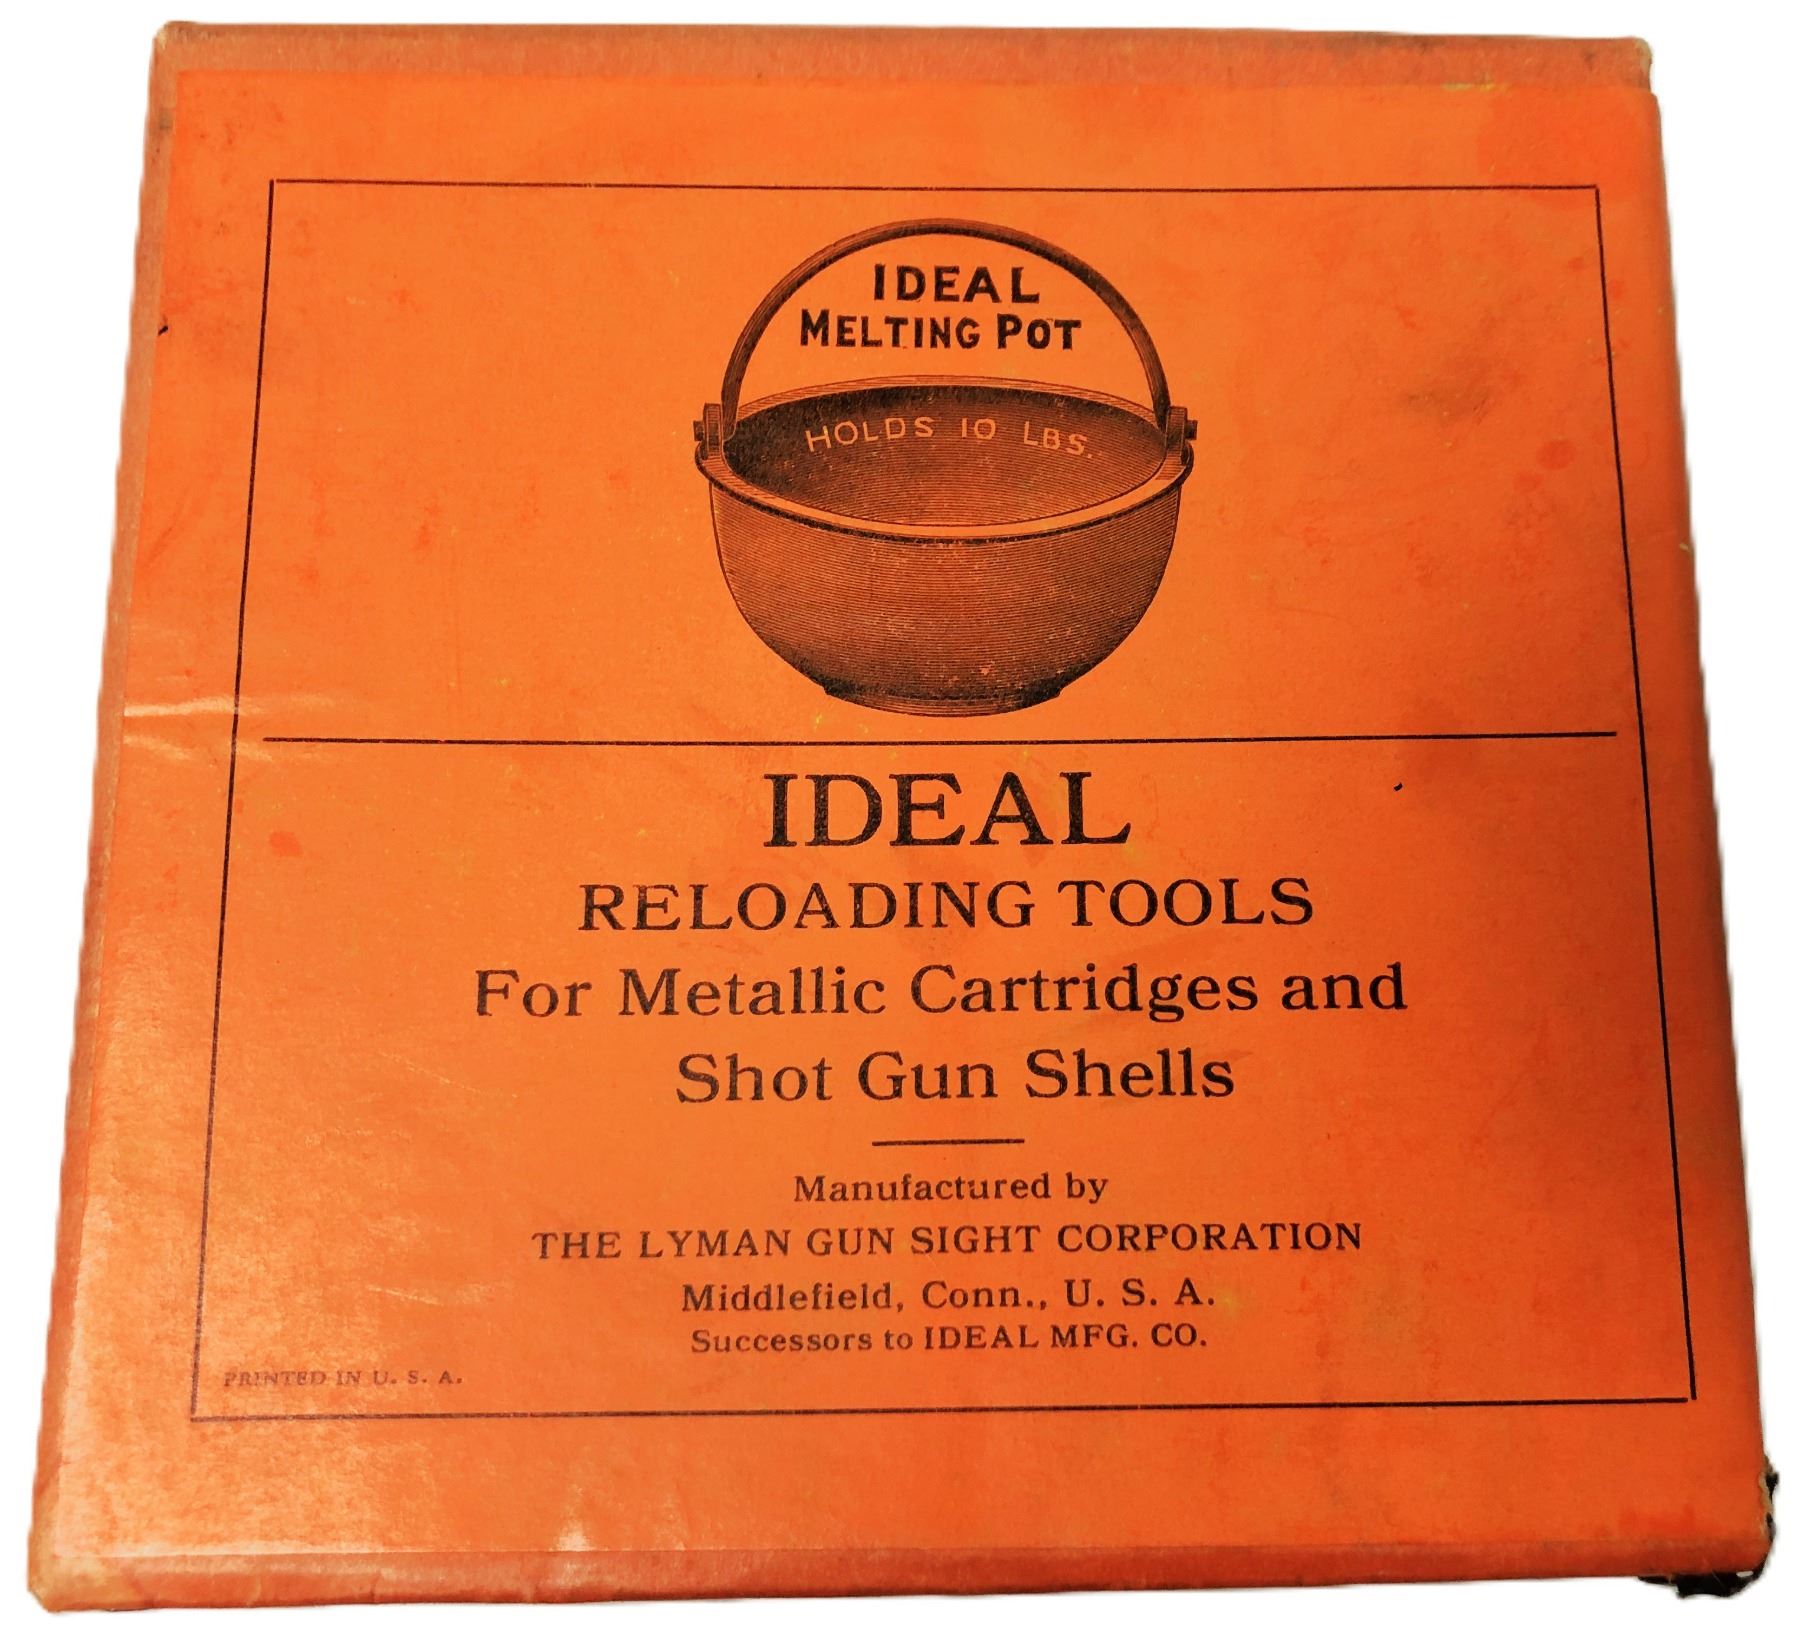 IDEAL
MELTING POT
HOLDS 10 LBS.
IDEAL
RELOADING TOOLS
For Metallic Cartridges and
Shot Gun Shells
Manufactured by
THE LYMAN GUN SIGHT CORPORATION
Middlefield, Conn., U. S. A.
Successors to IDEAL MFG. CO.
PRINTED IN U. S. A.